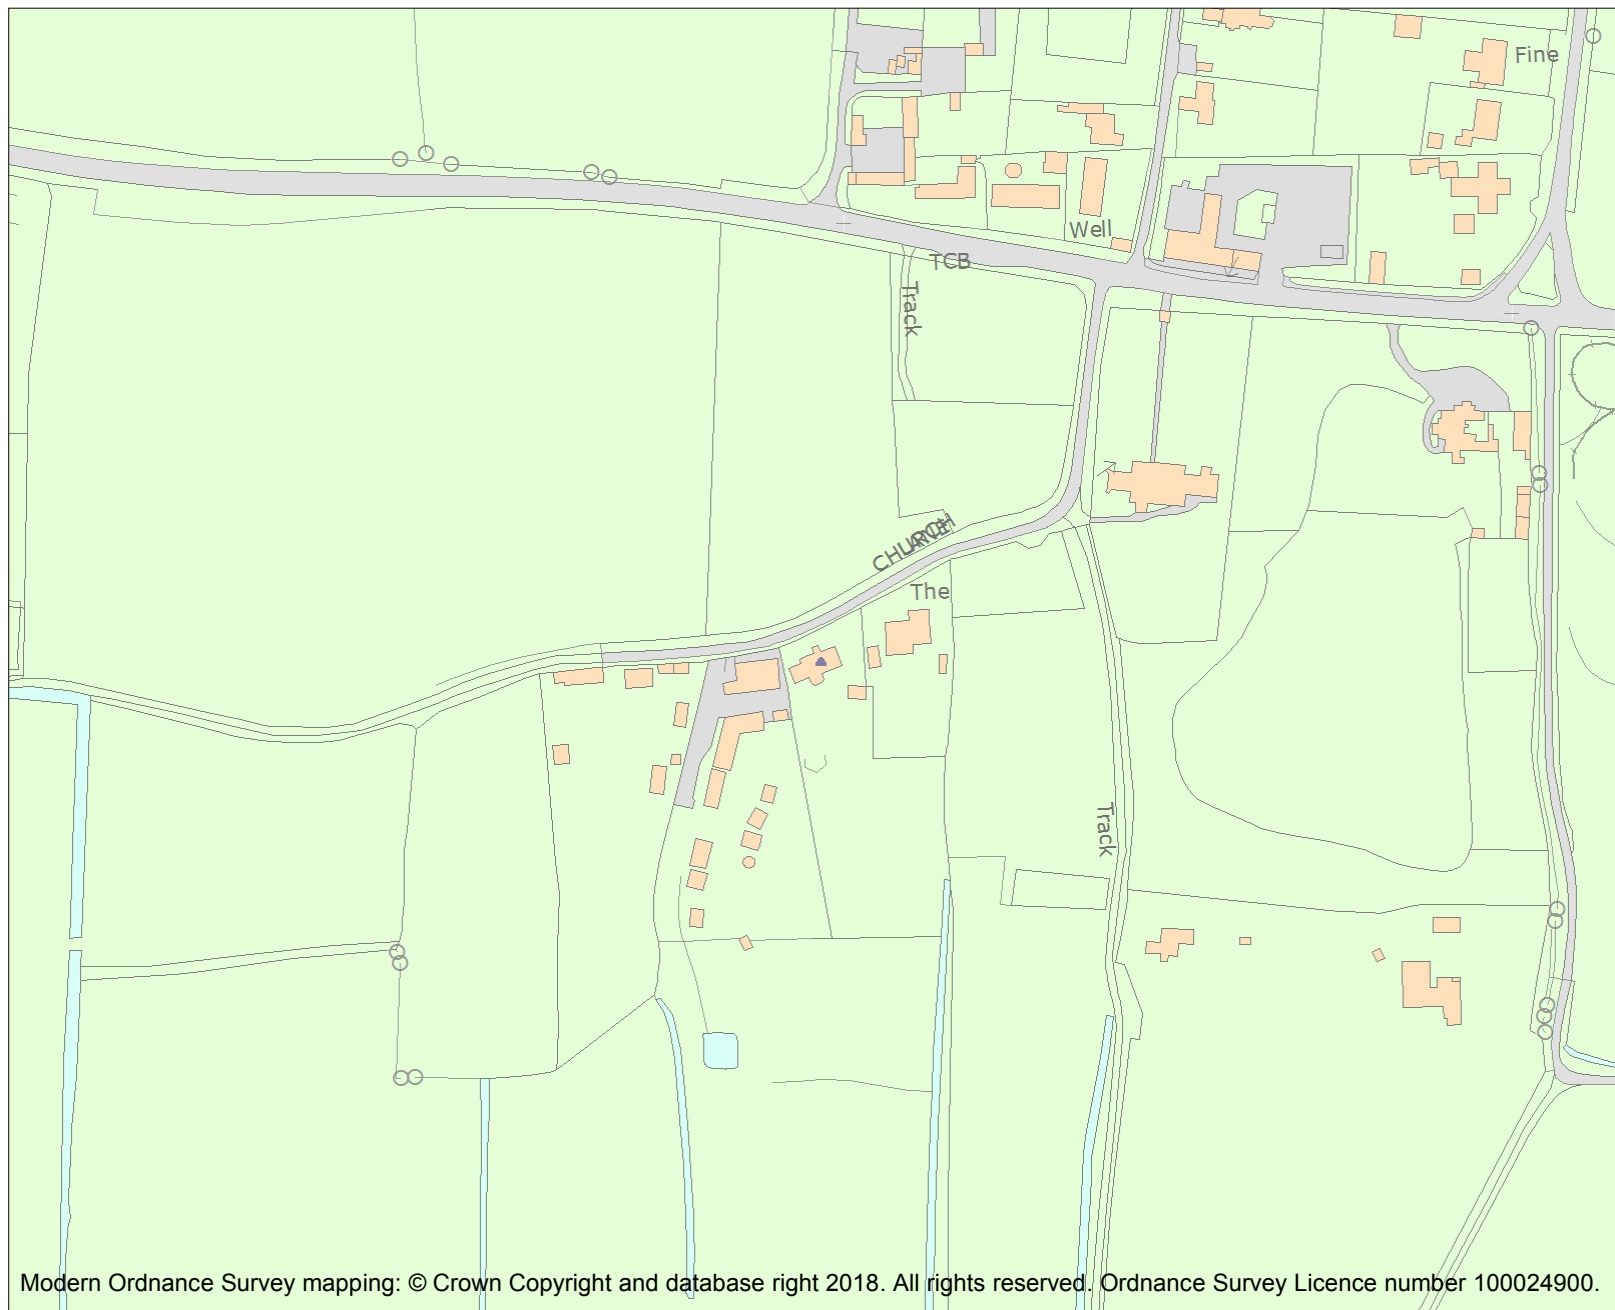 Fine
Well
TCB
Track
CHURCH
LANE
The
Track
Modern Ordnance Survey mapping: © Crown Copyright and database right 2018. All rights reserved. Ordnance Survey Licence number 100024900.